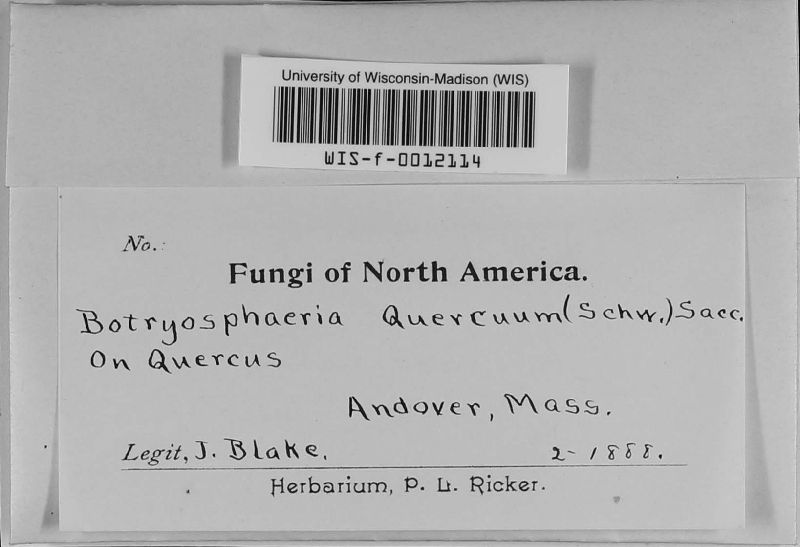 University of Wisconsin-Madison (WIS)
WIS-f-0012114
No.:
Fungi of North America.
Botryosphaeria Quercuum (Schw.) Sacc.
On Quercus
Andover, Mass.
Legit, J. Blake.  2-1888.
Herbarium, P. L. Ricker.